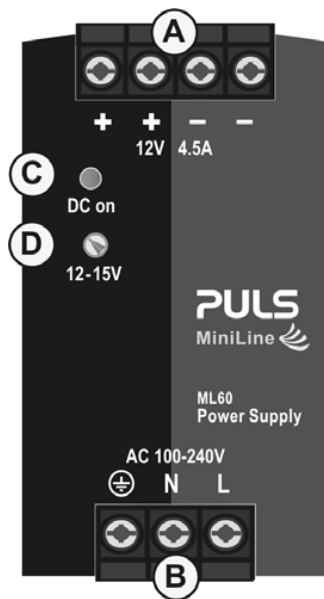 A
+ + − −
12V 4.5A
C
DC on
D
12-15V
PULS
MiniLine
ML60
Power Supply
AC 100-240V
N L
B